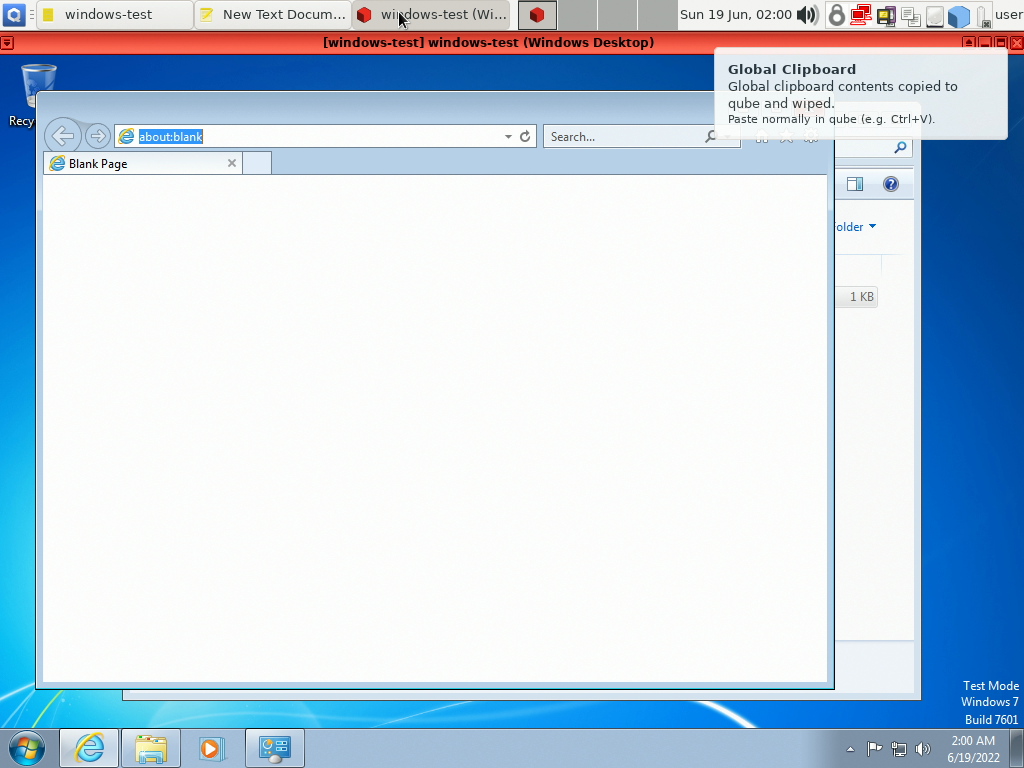 windows-test
New Text Docum...
windows-test (Wi...
Sun 19 Jun, 02:00
user
[windows-test] windows-test (Windows Desktop)
Global Clipboard
Global clipboard contents copied to
qube and wiped.
Paste normally in qube (e.g. Ctrl+V).
Recy
about:blank
Search...
Blank Page
older
1 KB
Test Mode
Windows 7
Build 7601
2:00 AM
6/19/2022